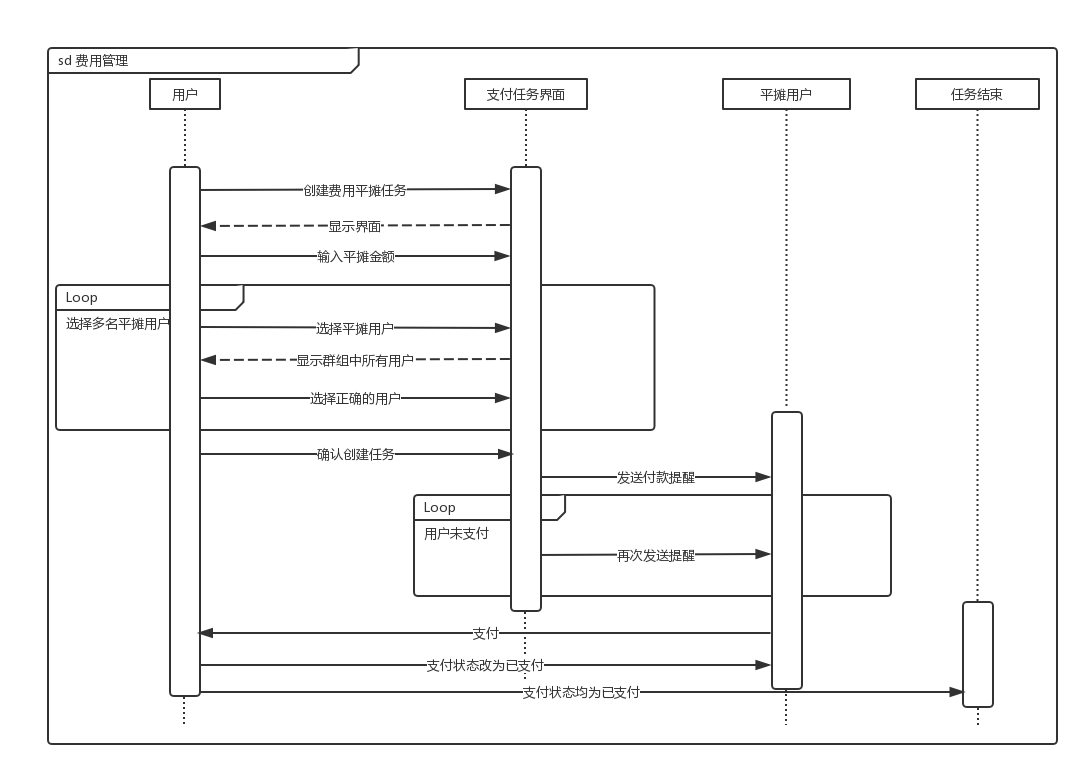 sd 费用管理
用户
支付任务界面
平摊用户
任务结束
创建费用平摊任务
显示界面
输入平摊金额
Loop
选择多名平摊用户
选择平摊用户
显示群组中所有用户
选择正确的用户
确认创建任务
发送付款提醒
Loop
用户未支付
再次发送提醒
支付
支付状态改为已支付
支付状态均为已支付